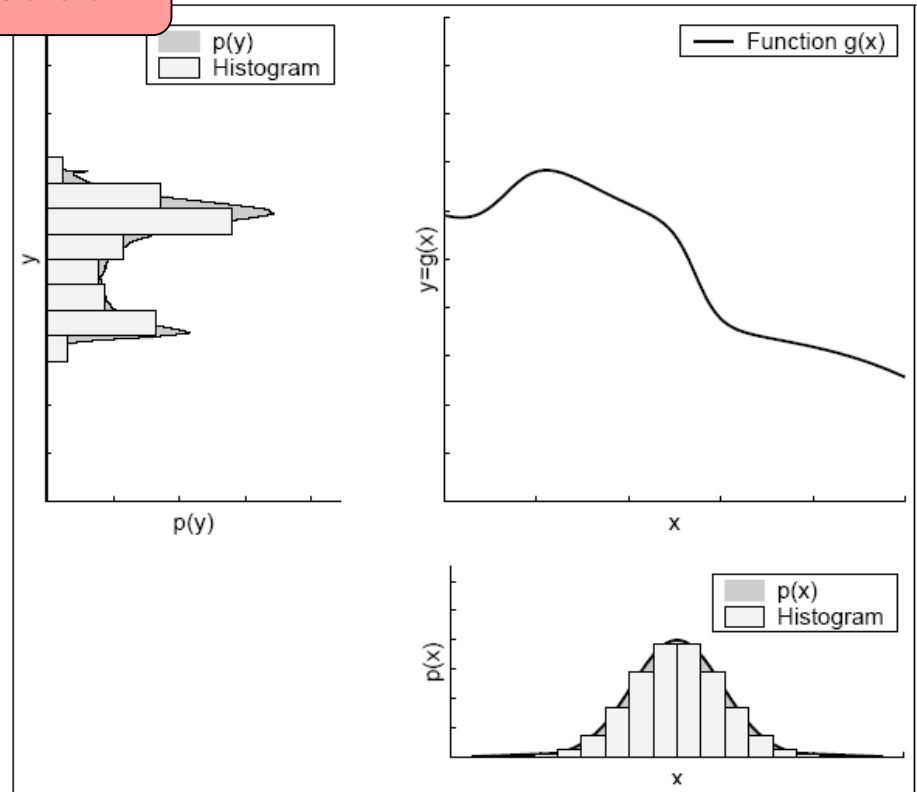 p(y)
Histogram
Function g(x)
y
y=g(x)
p(y)
x
p(x)
Histogram
p(x)
x